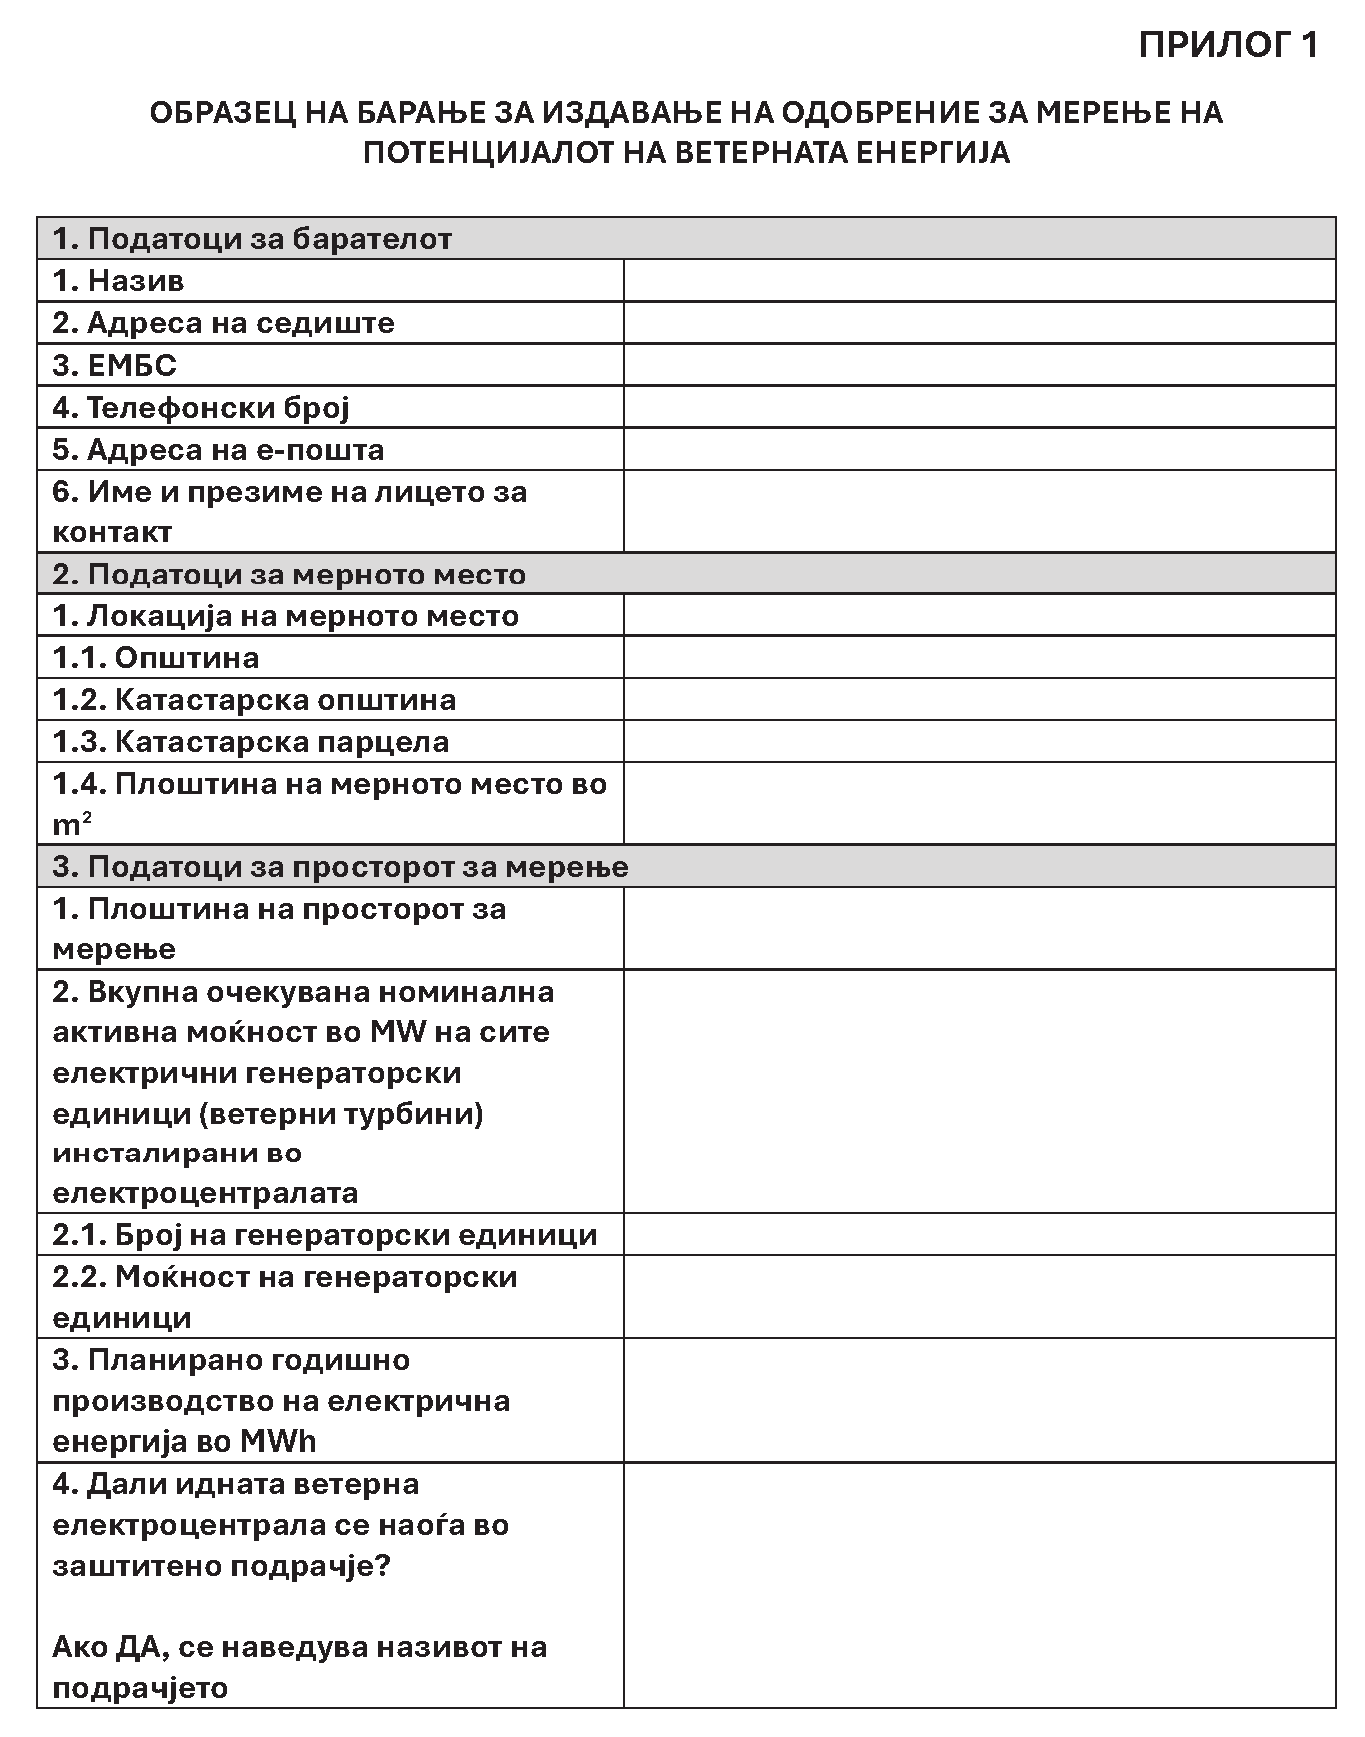 ПРИЛОГ 1
ОБРАЗЕЦ НА БАРАЊЕ ЗА ИЗДАВАЊЕ НА ОДОБРЕНИЕ ЗА МЕРЕЊЕ НА
ПОТЕНЦИЈАЛОТ НА ВЕТЕРНАТА ЕНЕРГИЈА
1. Податоци за барателот
1. Назив
2. Адреса на седиште
3. ЕМБС
4. Телефонски број
5. Адреса на е-пошта
6. Име и презиме на лицето за
контакт
2. Податоци за мерното место
1. Локација на мерното место
1.1. Општина
1.2. Катастарска општина
1.3. Катастарска парцела
1.4. Плоштина на мерното место во
m²
3. Податоци за просторот за мерење
1. Плоштина на просторот за
мерење
2. Вкупна очекувана номинална
активна моќност во MW на сите
електрични генераторски
единици (ветерни турбини)
инсталирани во
електроцентралата
2.1. Број на генераторски единици
2.2. Моќност на генераторски
единици
3. Планирано годишно
производство на електрична
енергија во MWh
4. Дали идната ветерна
електроцентрала се наоѓа во
заштитено подрачје?
Ако ДА, се наведува називот на
подрачјето